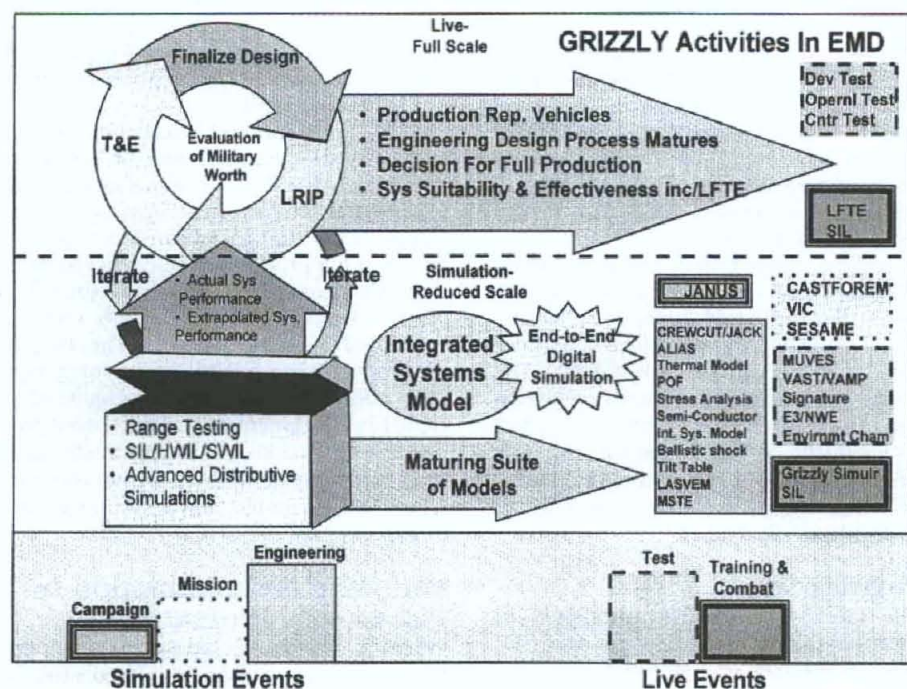 Live-
Full Scale
GRIZZLY Activities In EMD
Finalize Design
T&E
Evaluation
of Military
Worth
LRIP
• Production Rep. Vehicles
• Engineering Design Process Matures
• Decision For Full Production
• Sys Suitability & Effectiveness inc/LFTE
Dev Test
Opernl Test
Cntr Test
LFTE
SIL
Iterate
Iterate
• Actual Sys
Performance
• Extrapolated Sys.
Performance
Simulation-
Reduced Scale
Integrated
Systems
Model
End-to-End
Digital
Simulation
• Range Testing
• SIL/HWIL/SWIL
• Advanced Distributive
Simulations
Maturing Suite
of Models
JANUS
CREWCUT/JACK
ALIAS
Thermal Model
POF
Stress Analysis
Semi-Conductor
Int. Sys. Model
Ballistic shock
Tilt Table
LASVEM
MSTE
CASTFOREM
VIC
SESAME
MUVES
VAST/VAMP
Signature
E3/NWE
Envirmt Cham
Grizzly Simulr
SIL
Campaign
Mission
Engineering
Test
Training &
Combat
Simulation Events
Live Events